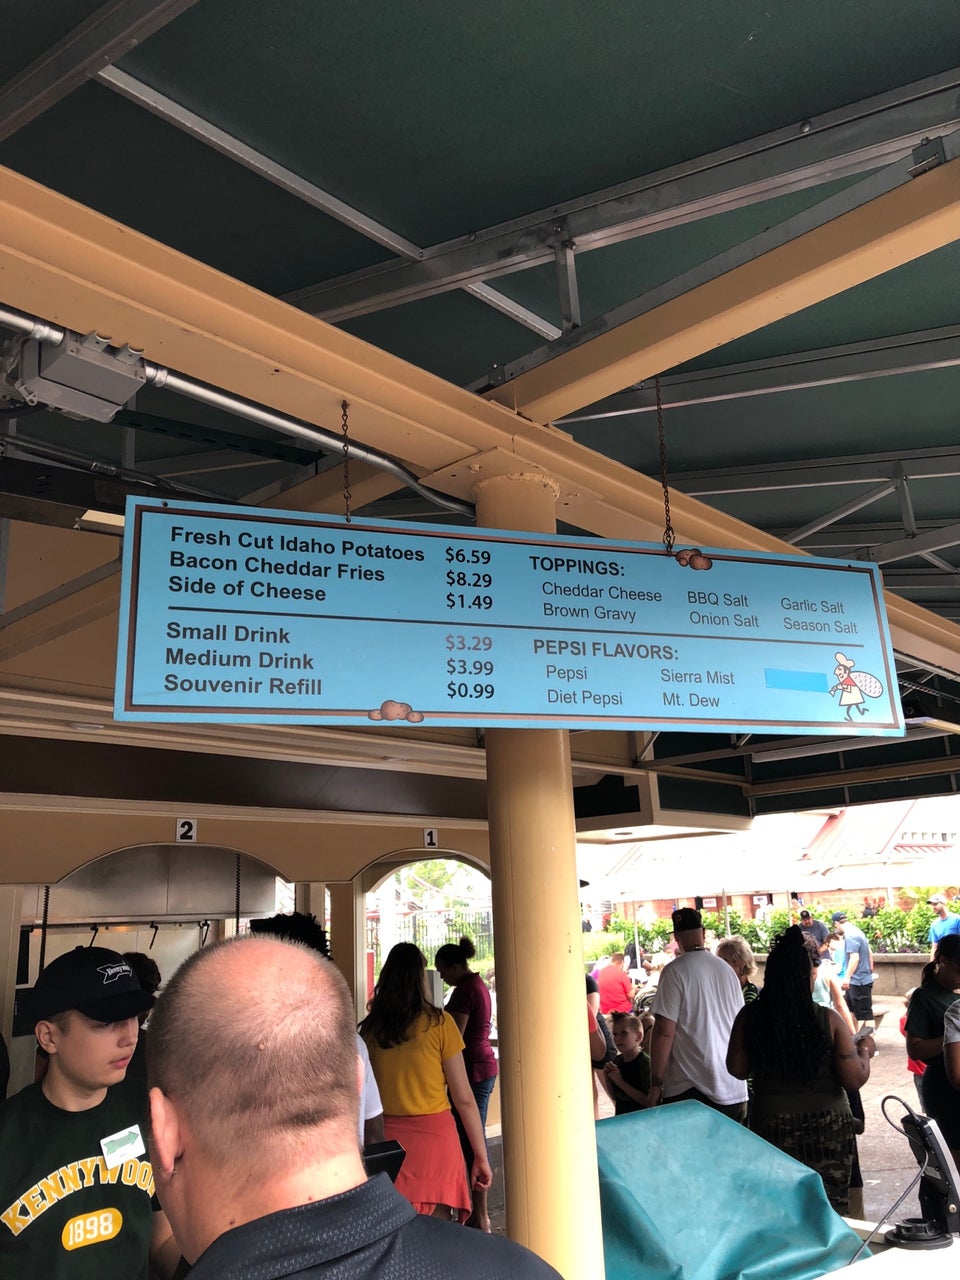 Fresh Cut Idaho Potatoes $6.59
Bacon Cheddar Fries $8.29
Side of Cheese $1.49
Small Drink $3.29
Medium Drink $3.99
Souvenir Refill $0.99
TOPPINGS:
Cheddar Cheese BBQ Salt Garlic Salt
Brown Gravy Onion Salt Season Salt
PEPSI FLAVORS:
Pepsi Sierra Mist
Diet Pepsi Mt. Dew
2
1
Kennywood
KENNYWOOD
1898